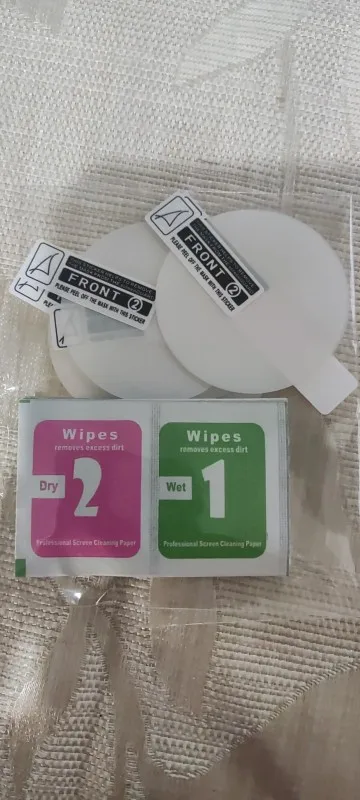 FRONT 2
PLEASE PEEL OFF THE MASK WITH THIS STICKER
FRONT 2
PLEASE PEEL OFF THE MASK WITH THIS STICKER
Wipes
removes excess dirt
Dry
2
Professional Screen Cleaning Paper
Wipes
removes excess dirt
Wet
1
Professional Screen Cleaning Paper